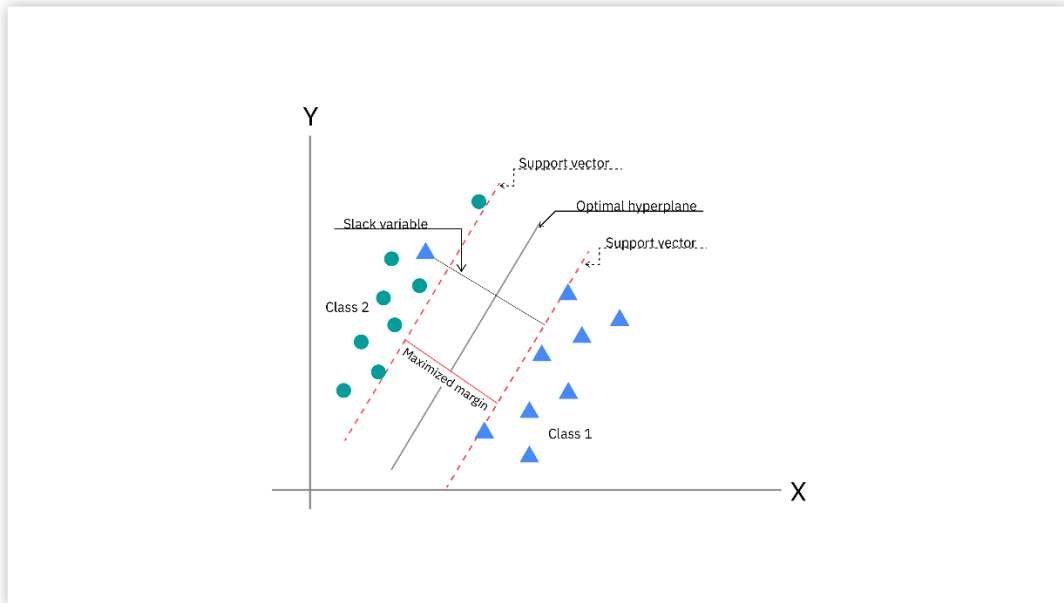 Y
Support vector
Optimal hyperplane
Slack variable
Support vector
Class 2
Maximized margin
Class 1
X